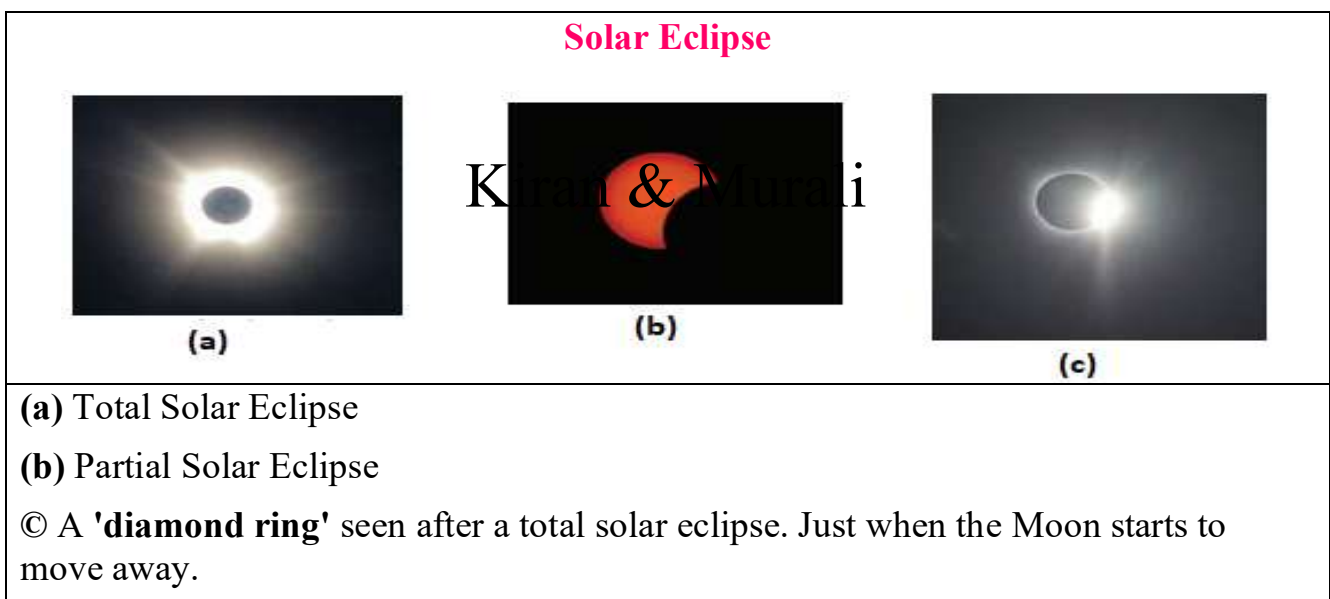 Solar Eclipse
Kiran & Murali
(a)
(b)
(c)
(a) Total Solar Eclipse
(b) Partial Solar Eclipse
© A 'diamond ring' seen after a total solar eclipse. Just when the Moon starts to
move away.